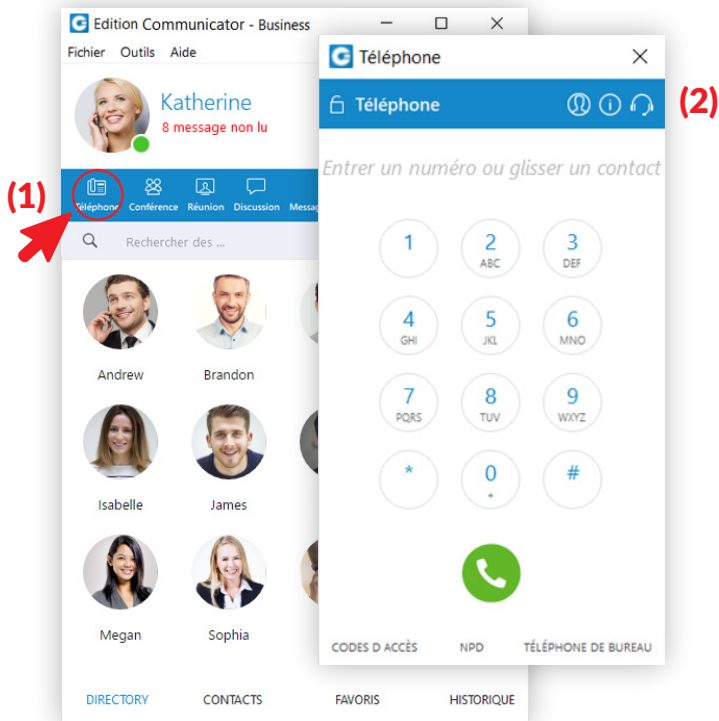 Edition Communicator - Business
Fichier Outils Aide
Katherine
8 message non lu
(1)
Téléphone Conférence Réunion Discussion Messag
Rechercher des ...
Andrew Brandon
Isabelle James
Megan Sophia
DIRECTORY CONTACTS FAVORIS HISTORIQUE
Téléphone
Téléphone
(2)
Entrer un numéro ou glisser un contact
1 2 3
ABC DEF
4 5 6
GHI JKL MNO
7 8 9
PQRS TUV WXYZ
* 0 #
+
CODES D ACCÈS NPD TÉLÉPHONE DE BUREAU